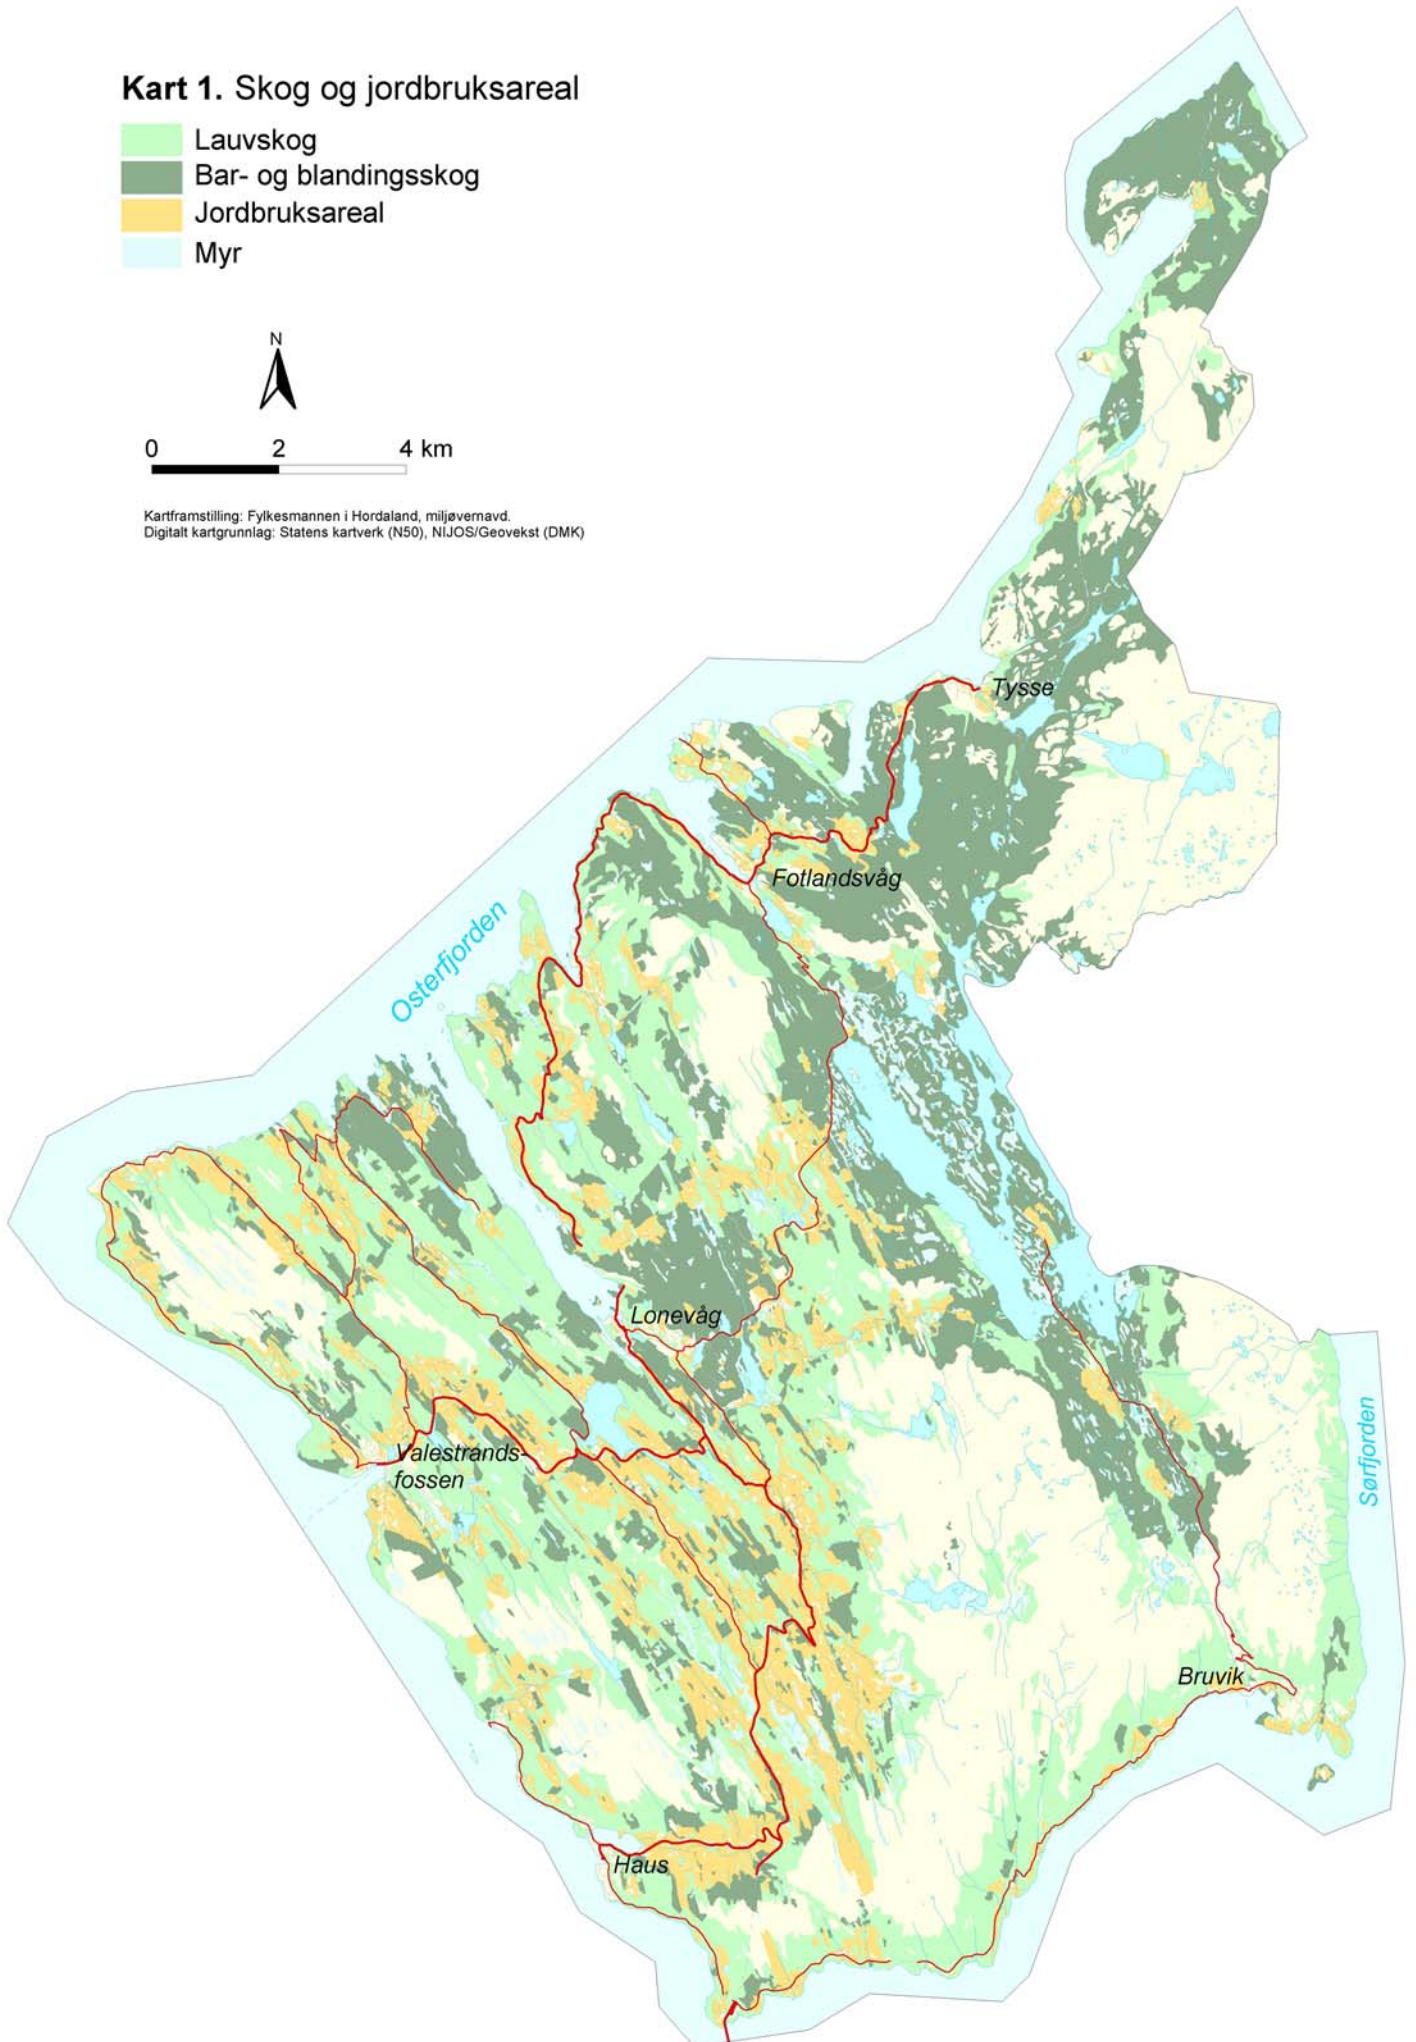 Kart 1. Skog og jordbruksareal
Lauvskog
Bar- og blandingsskog
Jordbruksareal
Myr
N
0 2 4 km
Kartframstilling: Fylkesmannen i Hordaland, miljøvernavd.
Digitalt kartgrunnlag: Statens kartverk (N50), NIJOS/Geovekst (DMK)
Tysse
Fotlandsvåg
Osterfjorden
Lonevåg
Valestrands-
fossen
Sørfjorden
Bruvik
Haus